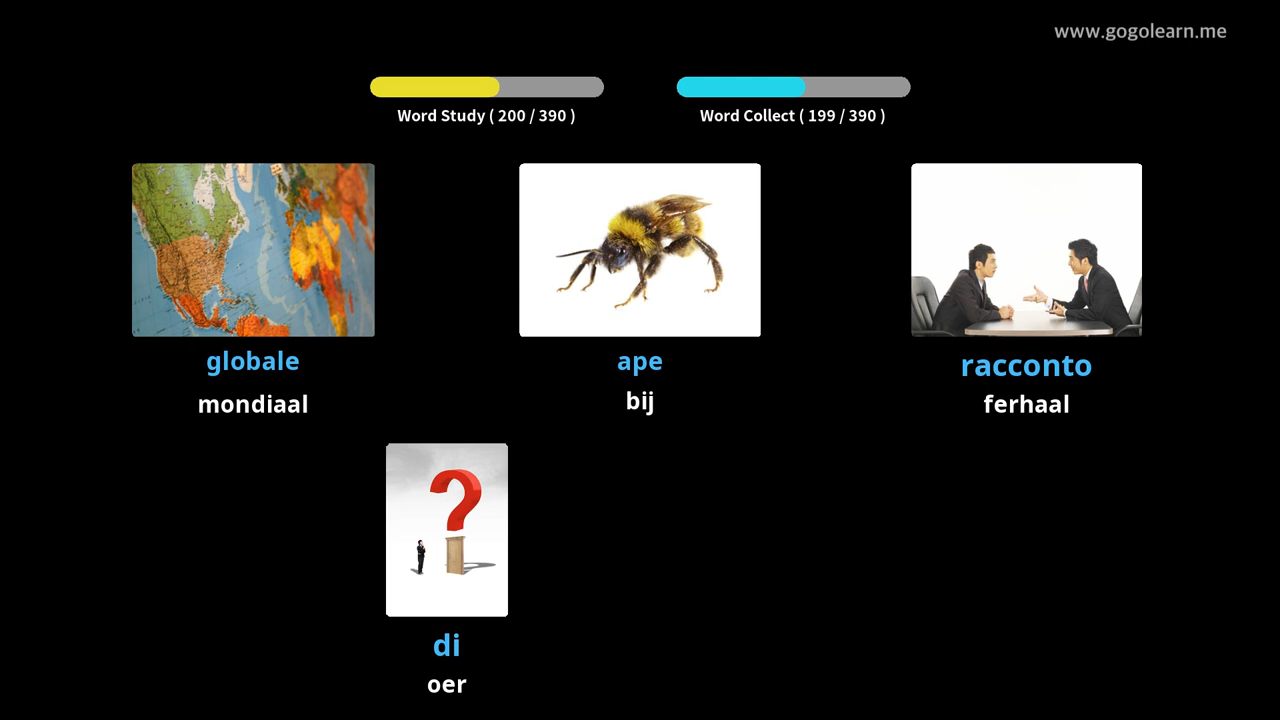 www.gogolearn.me
Word Study ( 200 / 390 )
Word Collect ( 199 / 390 )
globale
ape
racconto
mondiaal
bij
ferhaal
di
oer